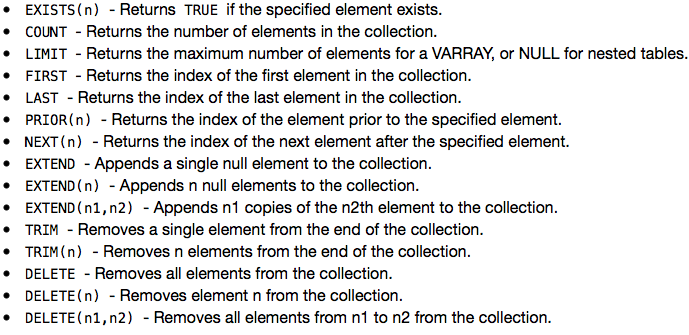 • EXISTS(n) - Returns TRUE if the specified element exists.
• COUNT - Returns the number of elements in the collection.
• LIMIT - Returns the maximum number of elements for a VARRAY, or NULL for nested tables.
• FIRST - Returns the index of the first element in the collection.
• LAST - Returns the index of the last element in the collection.
• PRIOR(n) - Returns the index of the element prior to the specified element.
• NEXT(n) - Returns the index of the next element after the specified element.
• EXTEND - Appends a single null element to the collection.
• EXTEND(n) - Appends n null elements to the collection.
• EXTEND(n1,n2) - Appends n1 copies of the n2th element to the collection.
• TRIM - Removes a single element from the end of the collection.
• TRIM(n) - Removes n elements from the end of the collection.
• DELETE - Removes all elements from the collection.
• DELETE(n) - Removes element n from the collection.
• DELETE(n1,n2) - Removes all elements from n1 to n2 from the collection.